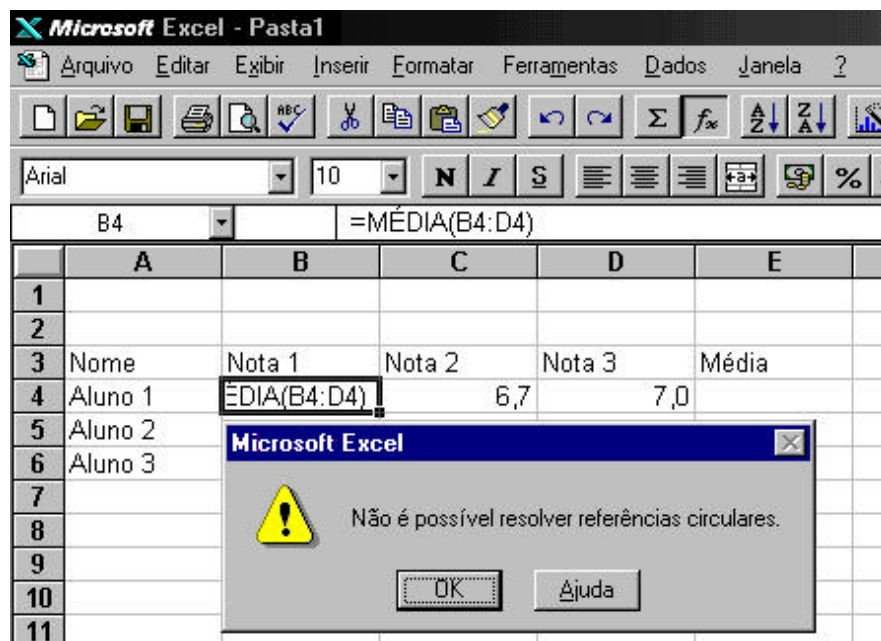 Microsoft Excel - Pasta1
Arquivo Editar Exibir Inserir Formatar Ferramentas Dados Janela ?
ABC Σ fx A Z Z A
Arial 10 N I S a %
B4 =MÉDIA(B4:D4)
A B C D E
1
2
3 Nome Nota 1 Nota 2 Nota 3 Média
4 Aluno 1 ÉDIA(B4:D4) 6,7 7,0
5 Aluno 2
6 Aluno 3
7
8
9
10
11
Microsoft Excel
Não é possível resolver referências circulares.
OK Ajuda